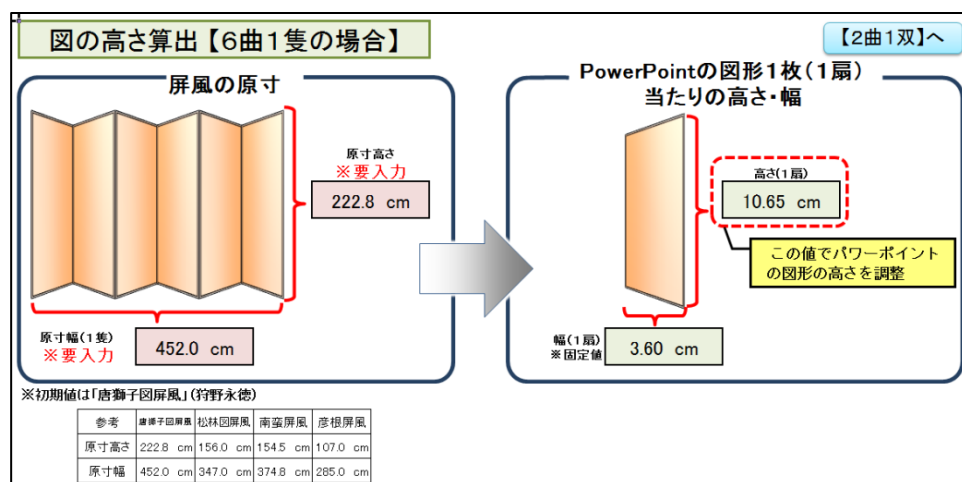 図の高さ算出【6曲1隻の場合】
【2曲1双】へ
屏風の原寸
原寸高さ
※要入力
222.8 cm
原寸幅(1隻)
※要入力
452.0 cm
PowerPointの図形1枚(1扇)
当たりの高さ・幅
高さ(1扇)
10.65 cm
この値でパワーポイント
の図形の高さを調整
幅(1扇)
※固定値
3.60 cm
※初期値は「唐獅子図屏風」(狩野永徳)
参考 唐獅子図屏風 松林図屏風 南蛮屏風 彦根屏風
原寸高さ 222.8 cm 156.0 cm 154.5 cm 107.0 cm
原寸幅 452.0 cm 347.0 cm 374.8 cm 285.0 cm